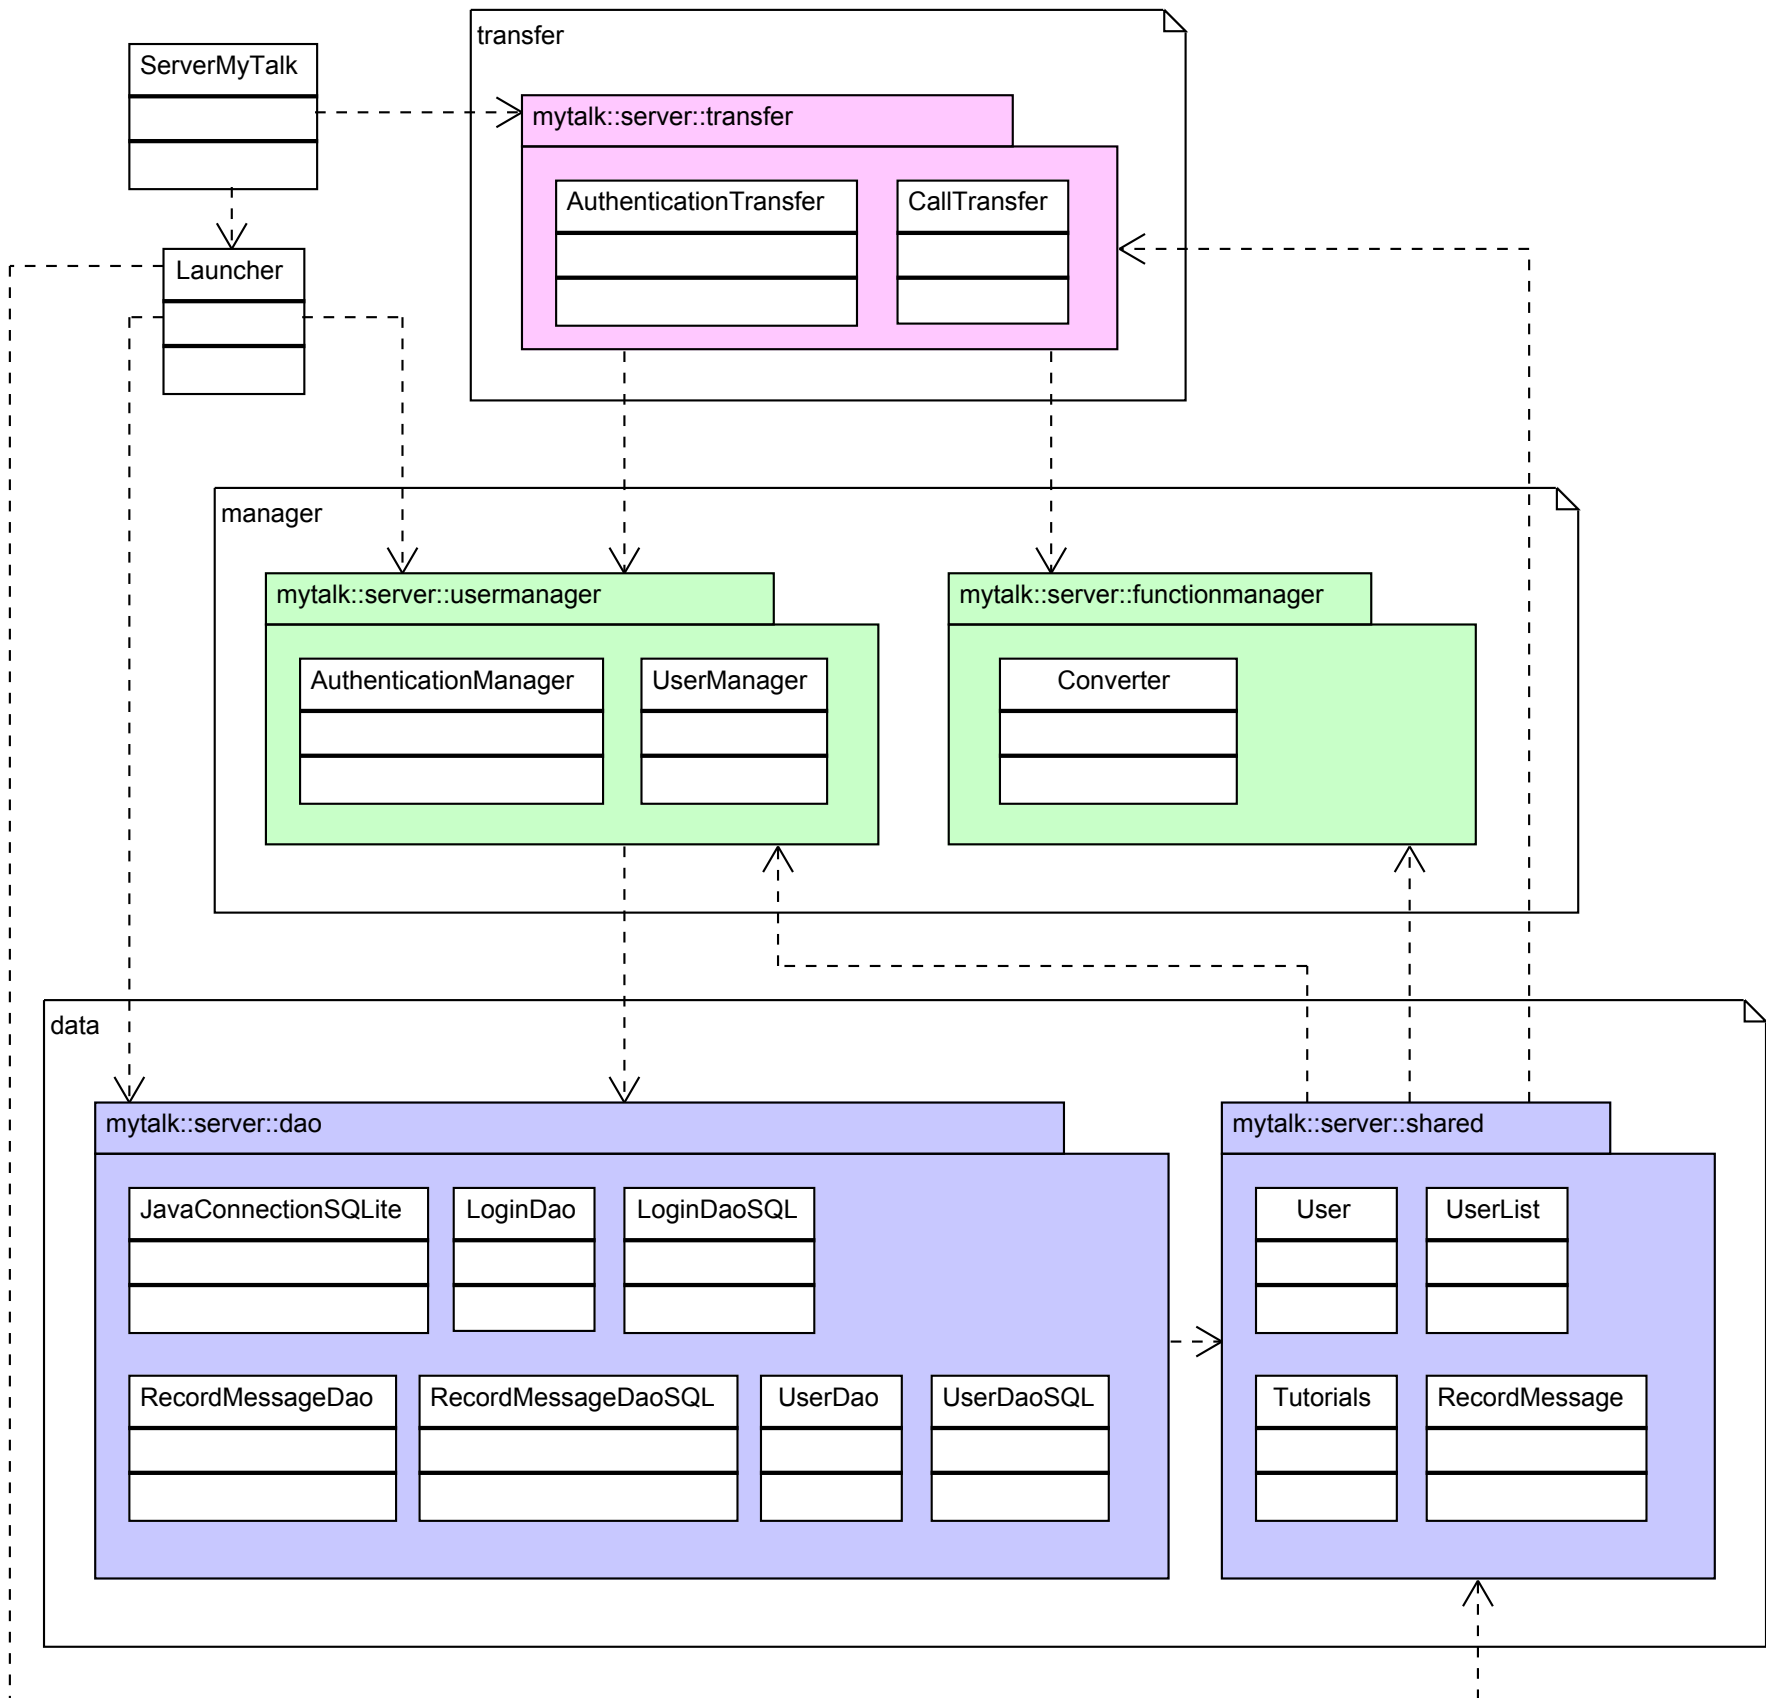 transfer
ServerMyTalk
mytalk::server::transfer
AuthenticationTransfer
CallTransfer
Launcher
manager
mytalk::server::usermanager
mytalk::server::functionmanager
AuthenticationManager
UserManager
Converter
data
mytalk::server::dao
mytalk::server::shared
JavaConnectionSQLite
LoginDao
LoginDaoSQL
User
UserList
RecordMessageDao
RecordMessageDaoSQL
UserDao
UserDaoSQL
Tutorials
RecordMessage